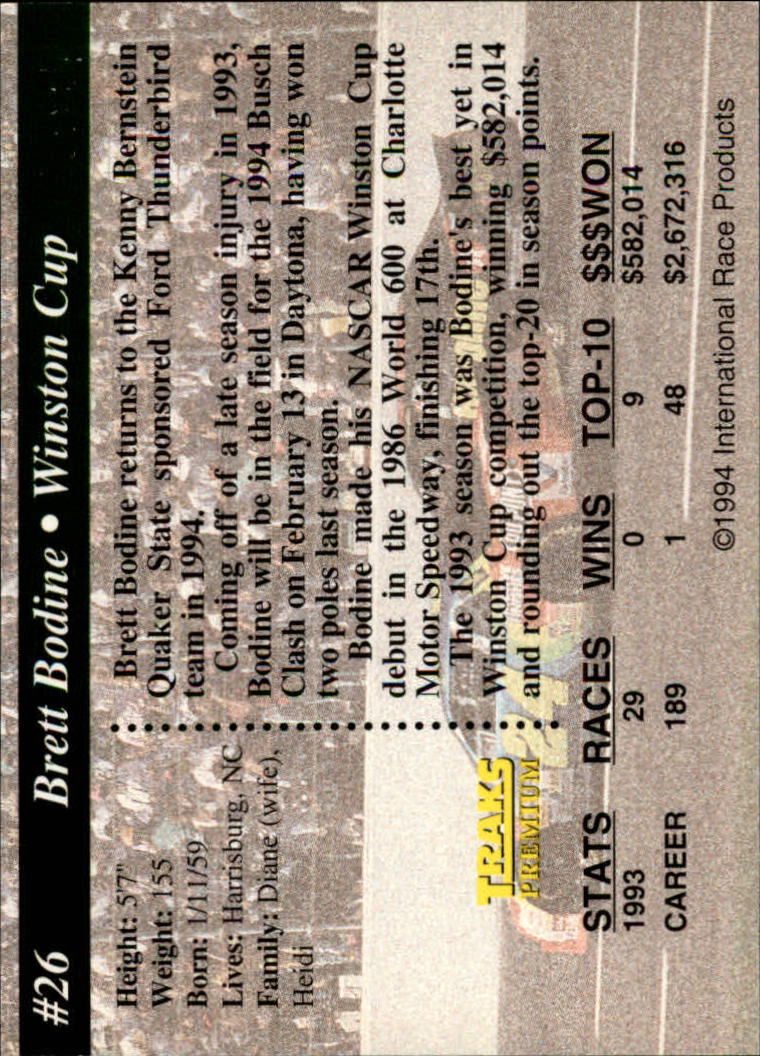 #26 Brett Bodine • Winston Cup
Height: 5'7"
Weight: 155
Born: 1/11/59
Lives: Harrisburg, NC
Family: Diane (wife),
Heidi
Brett Bodine returns to the Kenny Bernstein
Quaker State sponsored Ford Thunderbird
team in 1994.
Coming off of a late season injury in 1993,
Bodine will be in the field for the 1994 Busch
Clash on February 13 in Daytona, having won
two poles last season.
Bodine made his NASCAR Winston Cup
debut in the 1986 World 600 at Charlotte
Motor Speedway, finishing 17th.
The 1993 season was Bodine's best yet in
Winston Cup competition, winning $582,014
and rounding out the top-20 in season points.
TRAKS
PREMIUM
24
STATS RACES WINS TOP-10 $$$WON
1993 29 0 9 $582,014
CAREER 189 1 48 $2,672,316
©1994 International Race Products